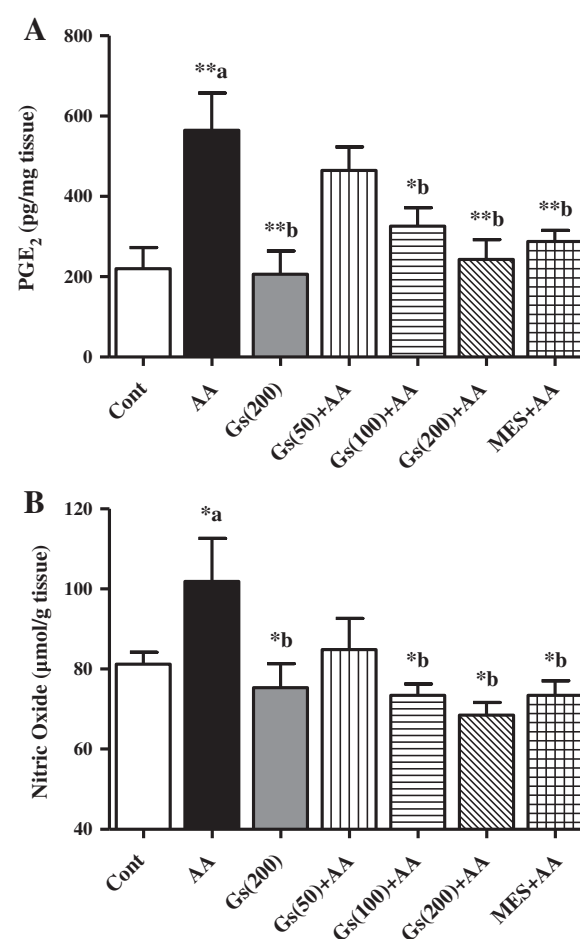 A
PGE₂ (pg/mg tissue)
800
600
400
200
0
**a
**b
*b
**b
**b
Cont
AA
Gs(200)
Gs(50)+AA
Gs(100)+AA
Gs(200)+AA
MES+AA
B
Nitric Oxide (µmol/g tissue)
120
100
80
60
40
*a
*b
*b
*b
*b
Cont
AA
Gs(200)
Gs(50)+AA
Gs(100)+AA
Gs(200)+AA
MES+AA